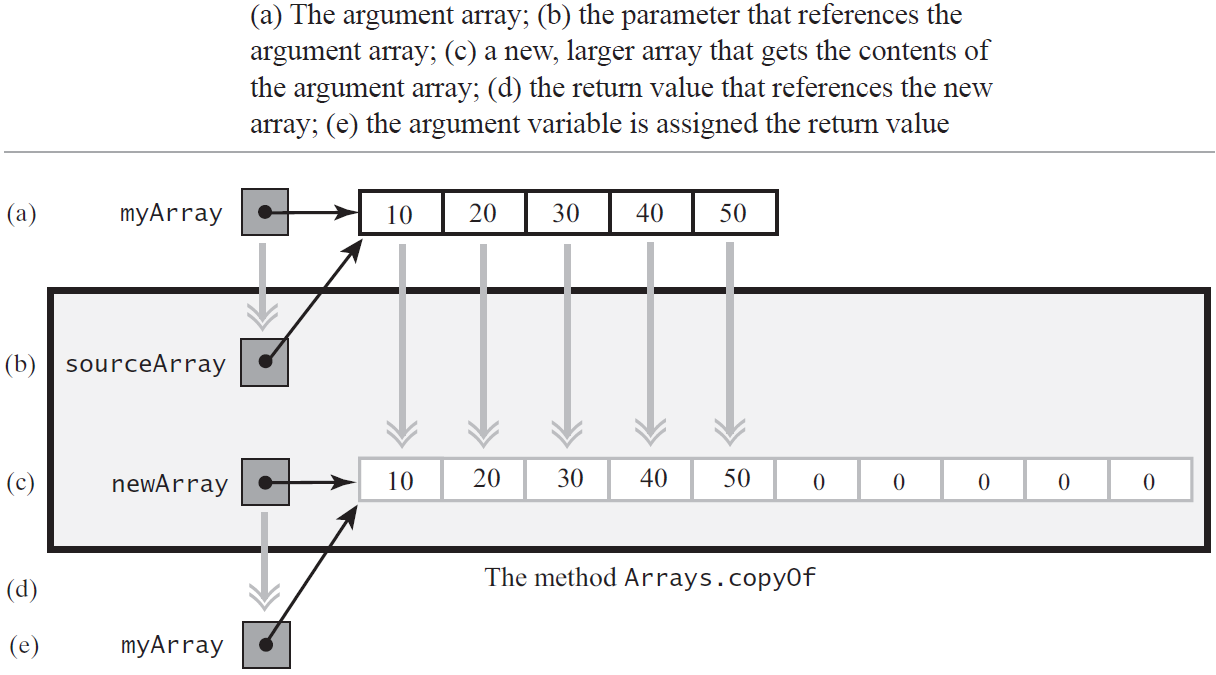 (a) The argument array; (b) the parameter that references the
argument array; (c) a new, larger array that gets the contents of
the argument array; (d) the return value that references the new
array; (e) the argument variable is assigned the return value
(a) myArray 10 20 30 40 50
(b) sourceArray
(c) newArray 10 20 30 40 50 0 0 0 0 0
The method Arrays.copyOf
(d)
(e) myArray